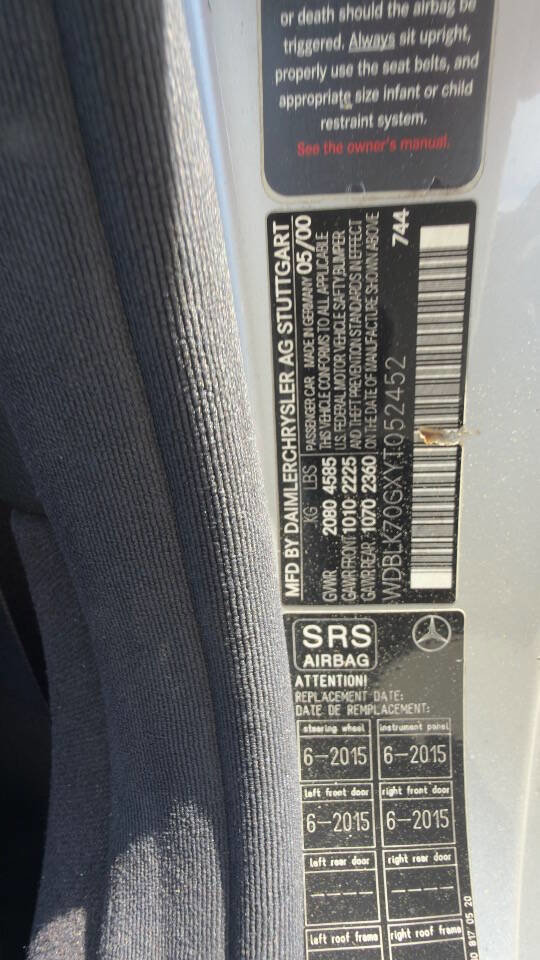 or death should the airbag be
triggered. Always sit upright,
properly use the seat belts, and
appropriate size infant or child
restraint system.
See the owner's manual.
MFD BY DAIMLERCHRYSLER AG STUTTGART
KG LBS PASSENGER CAR MADE IN GERMANY 05/00
GVWR 2080 4585 THIS VEHICLE CONFORMS TO ALL APPLICABLE
U.S. FEDERAL MOTOR VEHICLE SAFTY,BUMPER
GAWR FRONT 1010 2225 AND THEFT PREVENTION STANDARDS IN EFFECT
GAWR REAR 1070 2360 ON THE DATE OF MANUFACTURE SHOWN ABOVE
WDBLK70GXYT052452 744
SRS
AIRBAG
ATTENTION!
REPLACEMENT DATE:
DATE DE REMPLACEMENT:
steering wheel instrument panel
6-2015 6-2015
left front door right front door
6-2015 6-2015
left rear door right rear door
---- ----
left roof frame right roof frame
817 05 20